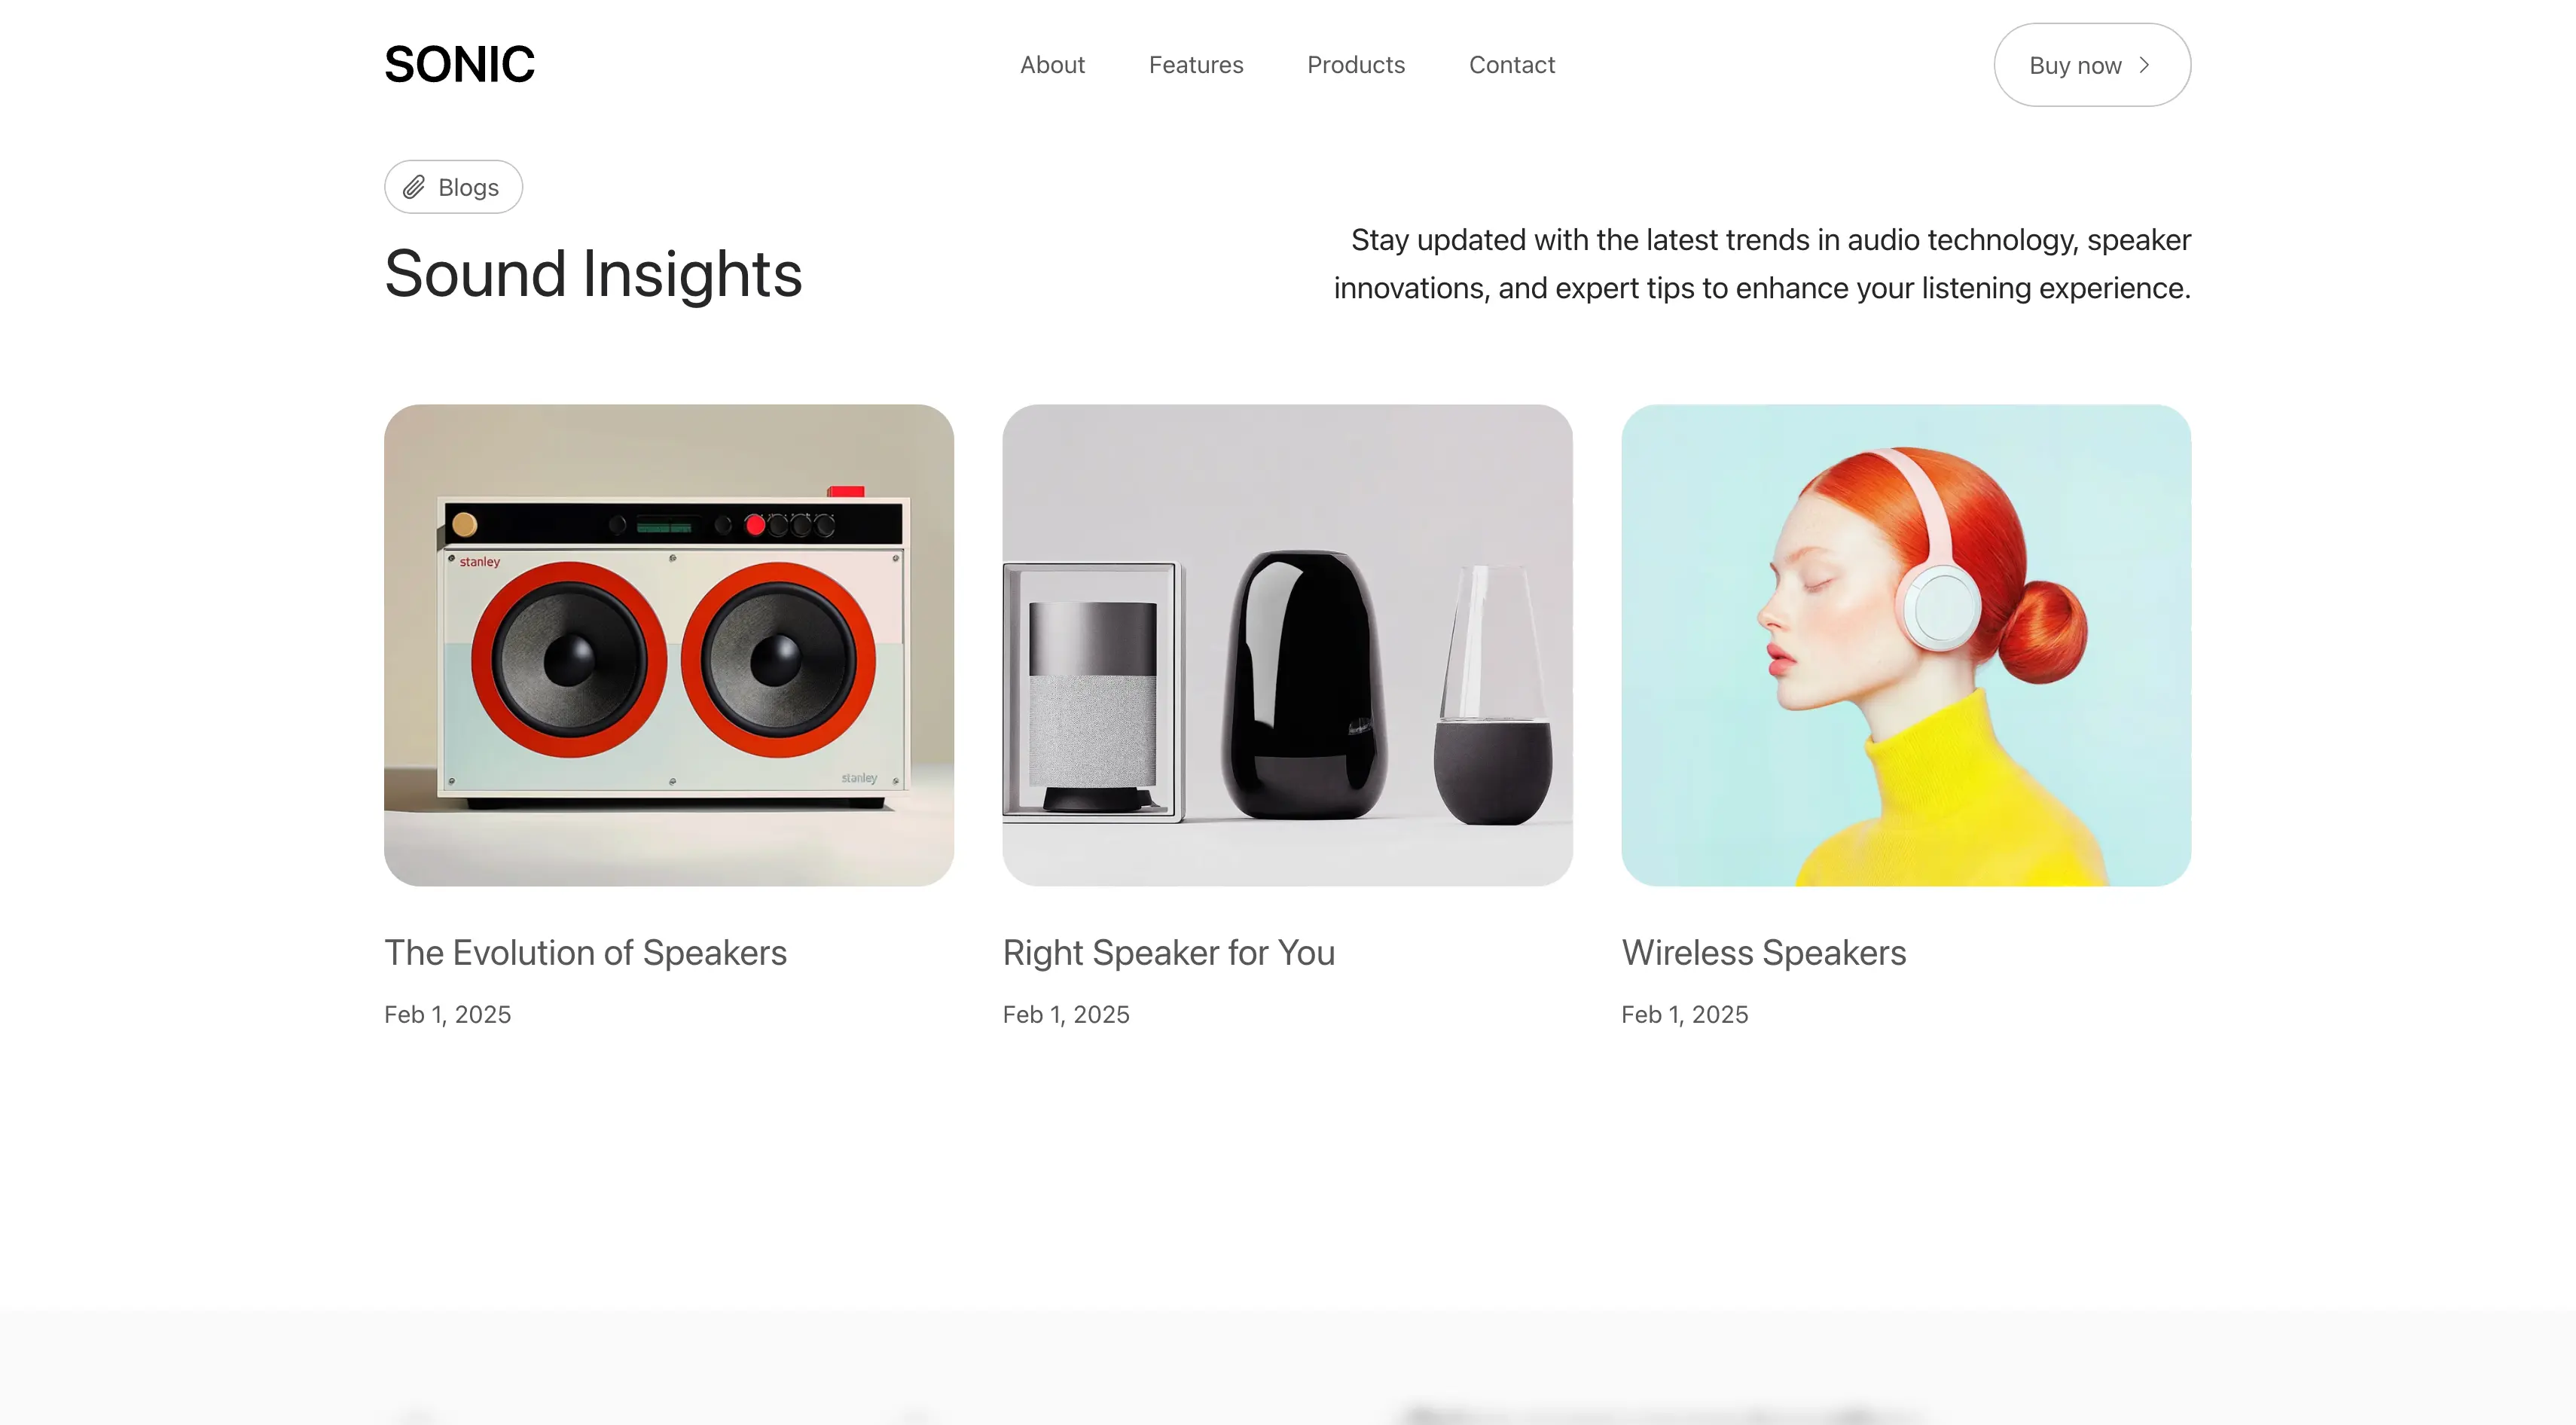 SONIC
About
Features
Products
Contact
Buy now
Blogs
Sound Insights
Stay updated with the latest trends in audio technology, speaker
innovations, and expert tips to enhance your listening experience.
stanley
stanley
The Evolution of Speakers
Feb 1, 2025
Right Speaker for You
Feb 1, 2025
Wireless Speakers
Feb 1, 2025